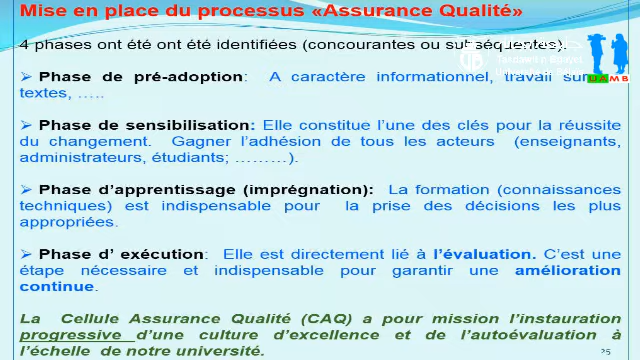 Mise en place du processus «Assurance Qualité»
4 phases ont été ont été identifiées (concourantes ou subséquentes).
➢ Phase de pré-adoption: A caractère informationnel, travail sur
textes, …..
➢ Phase de sensibilisation: Elle constitue l’une des clés pour la réussite
du changement. Gagner l’adhésion de tous les acteurs (enseignants,
administrateurs, étudiants; ………).
➢ Phase d’apprentissage (imprégnation): La formation (connaissances
techniques) est indispensable pour la prise des décisions les plus
appropriées.
➢ Phase d’ exécution: Elle est directement lié à l’évaluation. C’est une
étape nécessaire et indispensable pour garantir une amélioration
continue.
La Cellule Assurance Qualité (CAQ) a pour mission l’instauration
progressive d’une culture d’excellence et de l’autoévaluation à
l’échelle de notre université.
UAMB
25